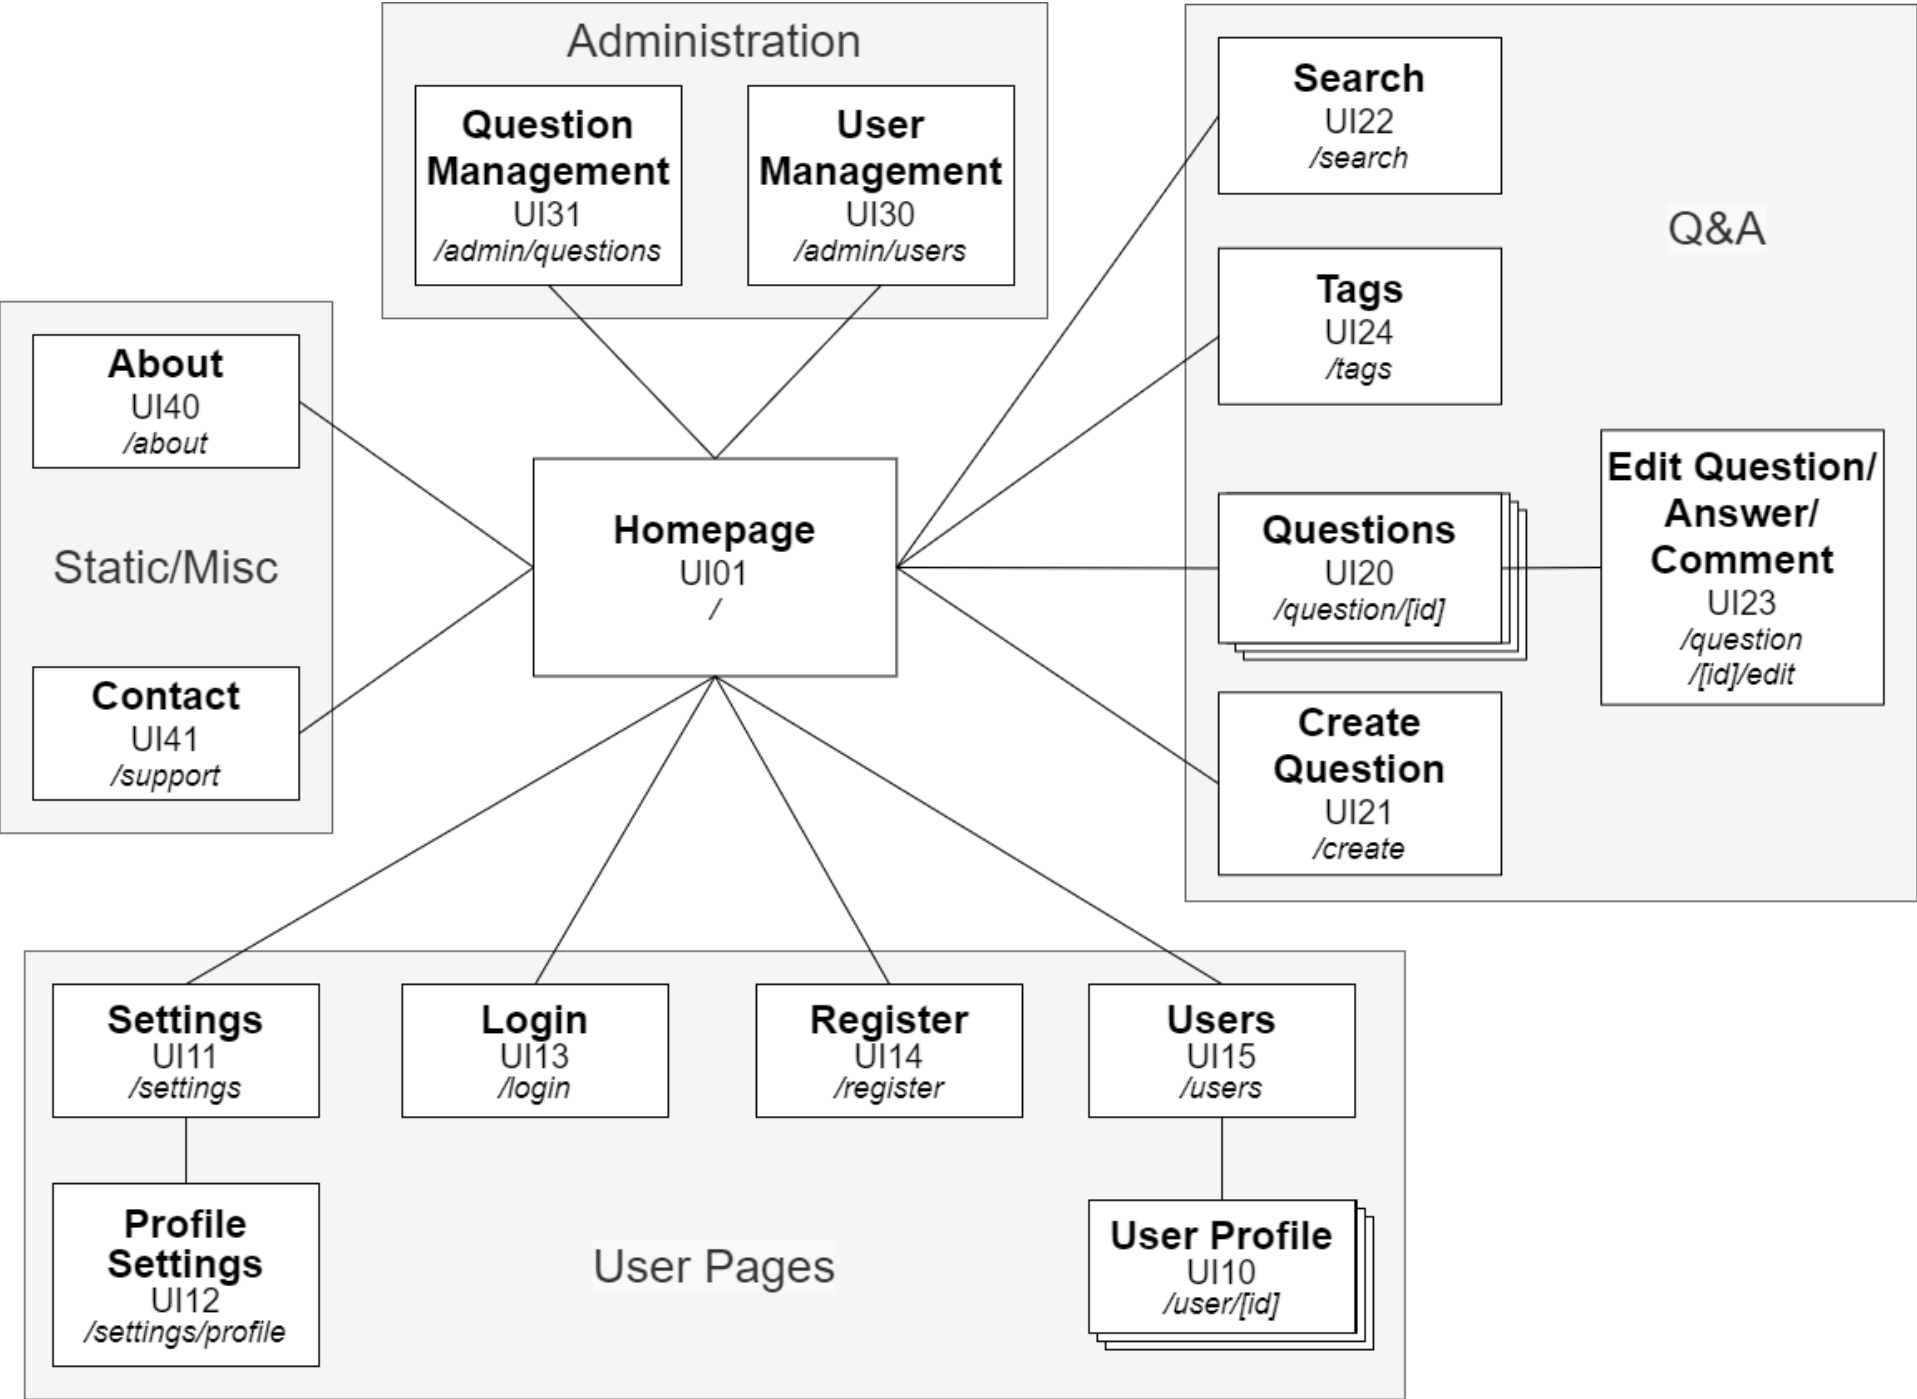 Administration
Question
Management
UI31
/admin/questions
User
Management
UI30
/admin/users
Search
UI22
/search
Q&A
Tags
UI24
/tags
Questions
UI20
/question/[id]
Edit Question/
Answer/
Comment
UI23
/question
/[id]/edit
Create
Question
UI21
/create
About
UI40
/about
Static/Misc
Contact
UI41
/support
Homepage
UI01
/
Settings
UI11
/settings
Login
UI13
/login
Register
UI14
/register
Users
UI15
/users
Profile
Settings
UI12
/settings/profile
User Pages
User Profile
UI10
/user/[id]